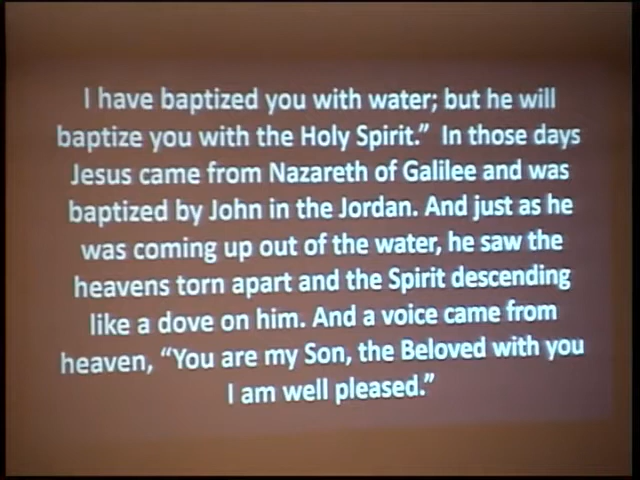 I have baptized you with water; but he will
baptize you with the Holy Spirit.” In those days
Jesus came from Nazareth of Galilee and was
baptized by John in the Jordan. And just as he
was coming up out of the water, he saw the
heavens torn apart and the Spirit descending
like a dove on him. And a voice came from
heaven, “You are my Son, the Beloved with you
I am well pleased.”